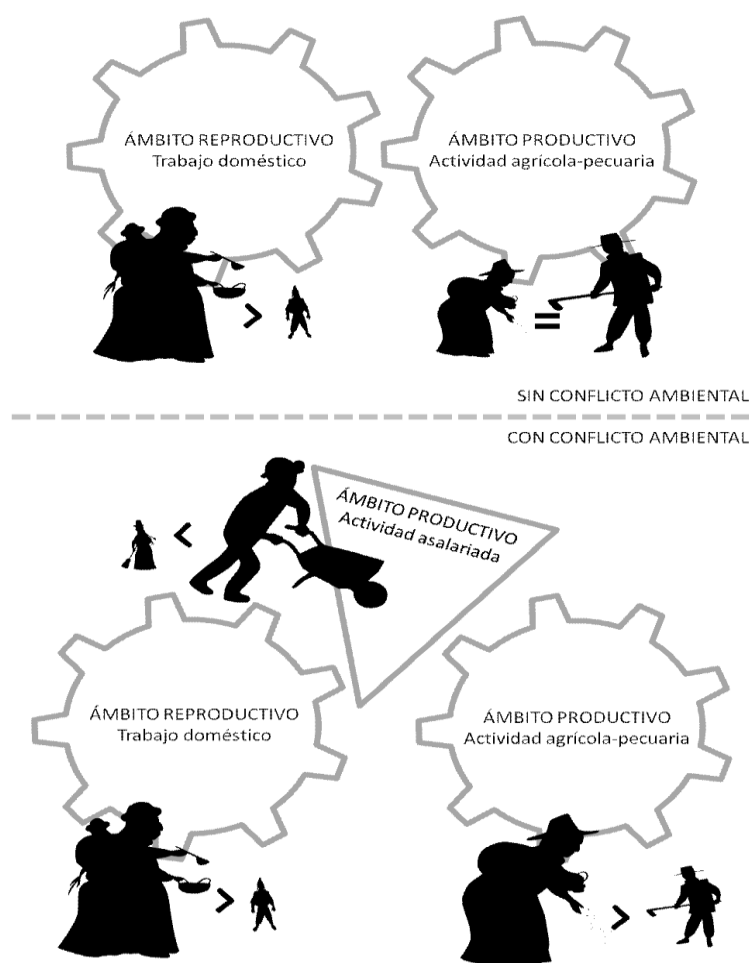 ÁMBITO REPRODUCTIVO
Trabajo doméstico
ÁMBITO PRODUCTIVO
Actividad agrícola-pecuaria
>
=
SIN CONFLICTO AMBIENTAL
CON CONFLICTO AMBIENTAL
ÁMBITO PRODUCTIVO
Actividad asalariada
<
ÁMBITO REPRODUCTIVO
Trabajo doméstico
ÁMBITO PRODUCTIVO
Actividad agrícola-pecuaria
>
>